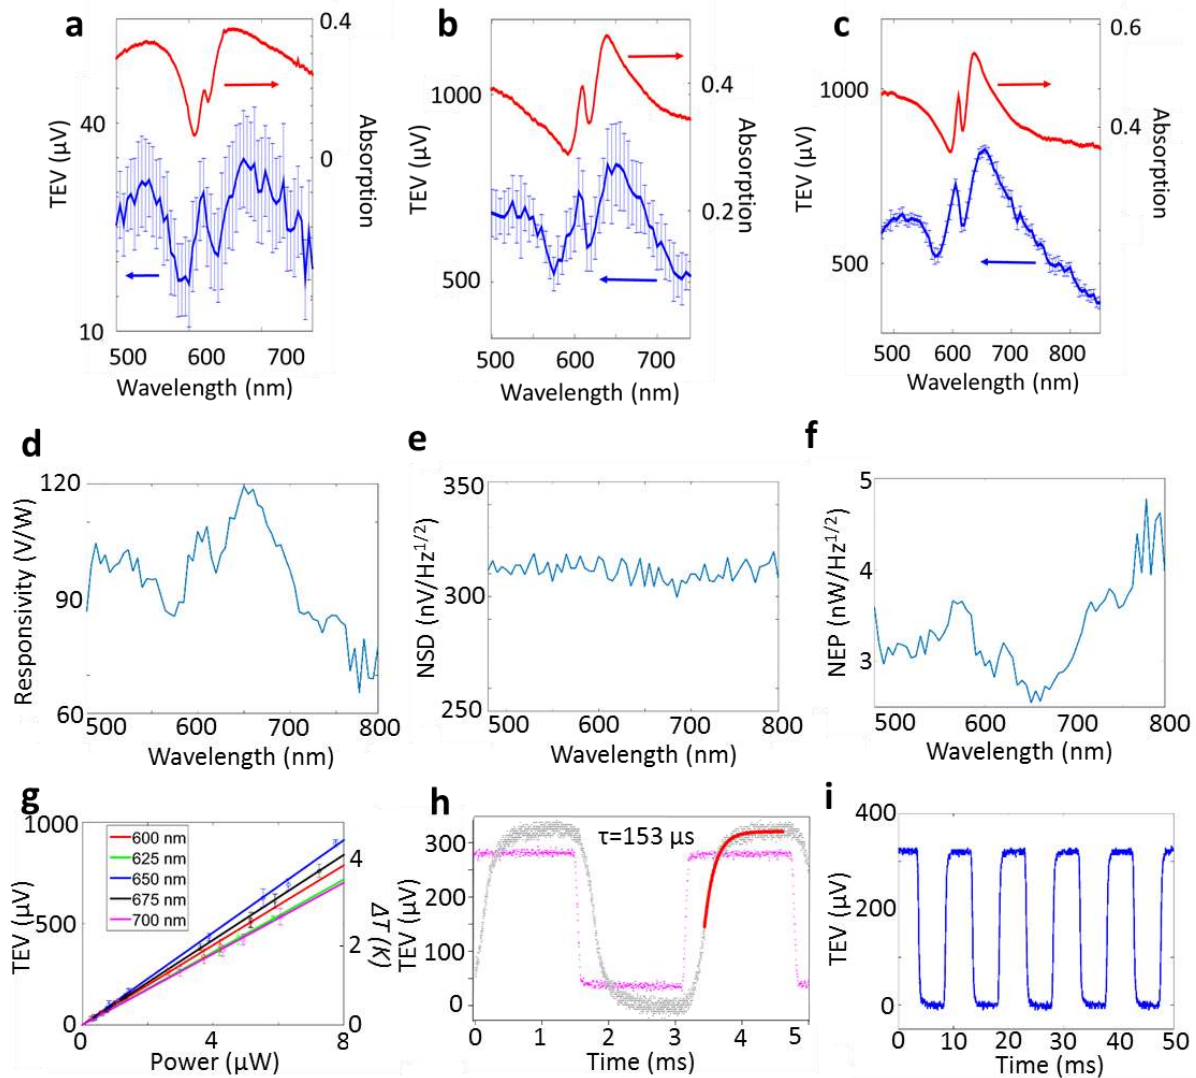 a
TEV (µV)
40
10
0.4
0
Absorption
500 600 700
Wavelength (nm)
b
TEV (µV)
1000
500
0.4
0.2
Absorption
500 600 700
Wavelength (nm)
c
TEV (µV)
1000
500
0.6
0.4
Absorption
500 600 700 800
Wavelength (nm)
d
Responsivity (V/W)
120
90
60
500 600 700 800
Wavelength (nm)
e
NSD (nV/Hz^{1/2})
350
300
250
500 600 700 800
Wavelength (nm)
f
NEP (nW/Hz^{1/2})
5
4
3
500 600 700 800
Wavelength (nm)
g
TEV (µV)
1000
500
0
600 nm
625 nm
650 nm
675 nm
700 nm
4
2
0
ΔT (K)
0 4 8
Power (µW)
h
TEV (µV)
300
200
100
0
τ=153 µs
0 1 2 3 4 5
Time (ms)
i
TEV (µV)
400
200
0
0 10 20 30 40 50
Time (ms)